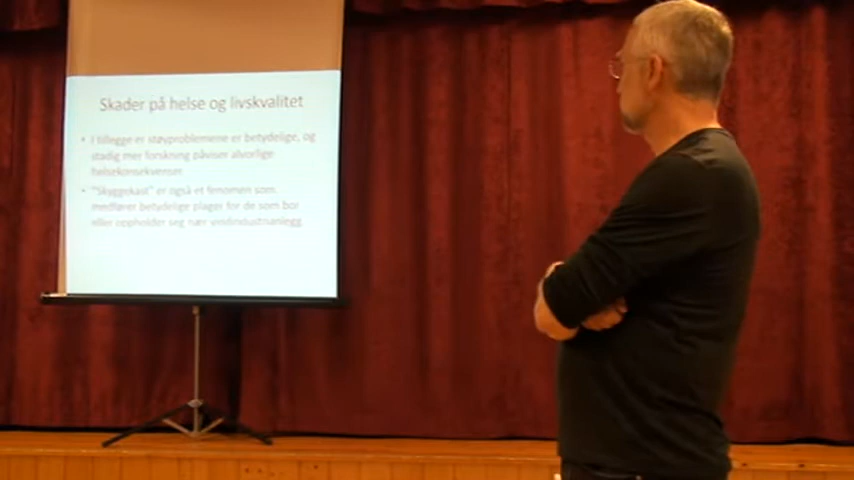 Skader på helse og livskvalitet
• I tillegg er støyproblemene betydelige, og
stadig mer forskning påviser alvorlige
helsekonsekvenser
• "Skyggekast" er også et fenomen som
medfører betydelige plager for de som bor
eller oppholder seg nær vindindustrianlegg.